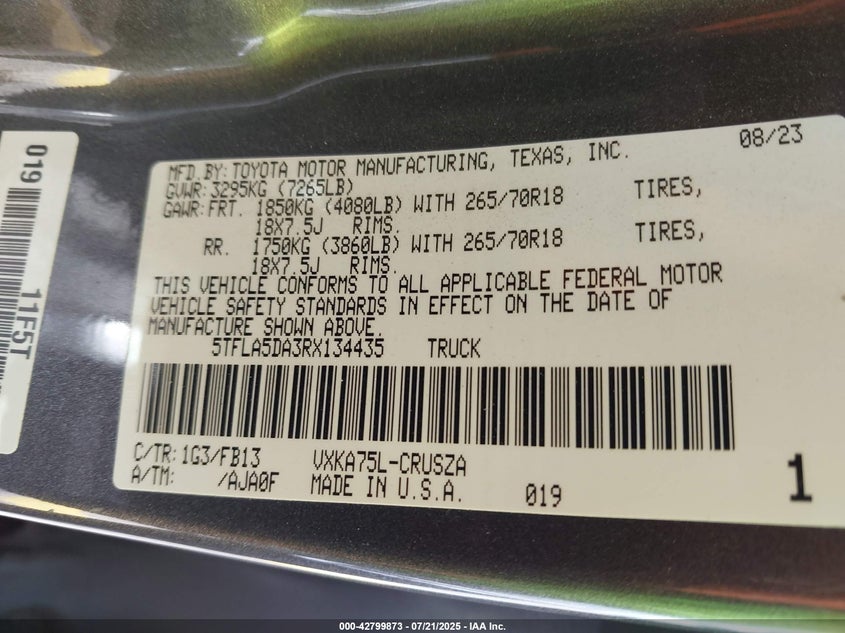 019
11F5T
MFD.BY:TOYOTA MOTOR MANUFACTURING, TEXAS, INC. 08/23
GVWR:3295KG (7265LB)
GAWR:FRT. 1850KG (4080LB) WITH 265/70R18 TIRES,
18X7.5J RIMS.
RR. 1750KG (3860LB) WITH 265/70R18 TIRES,
18X7.5J RIMS.
THIS VEHICLE CONFORMS TO ALL APPLICABLE FEDERAL MOTOR
VEHICLE SAFETY STANDARDS IN EFFECT ON THE DATE OF
MANUFACTURE SHOWN ABOVE.
5TFLA5DA3RX134435 TRUCK
C/TR:1G3/FB13 VXKA75L-CRUSZA
A/TM: /AJA0F MADE IN U.S.A. 019 1
000-42799873 / 07/21/2025 - IAA Inc.